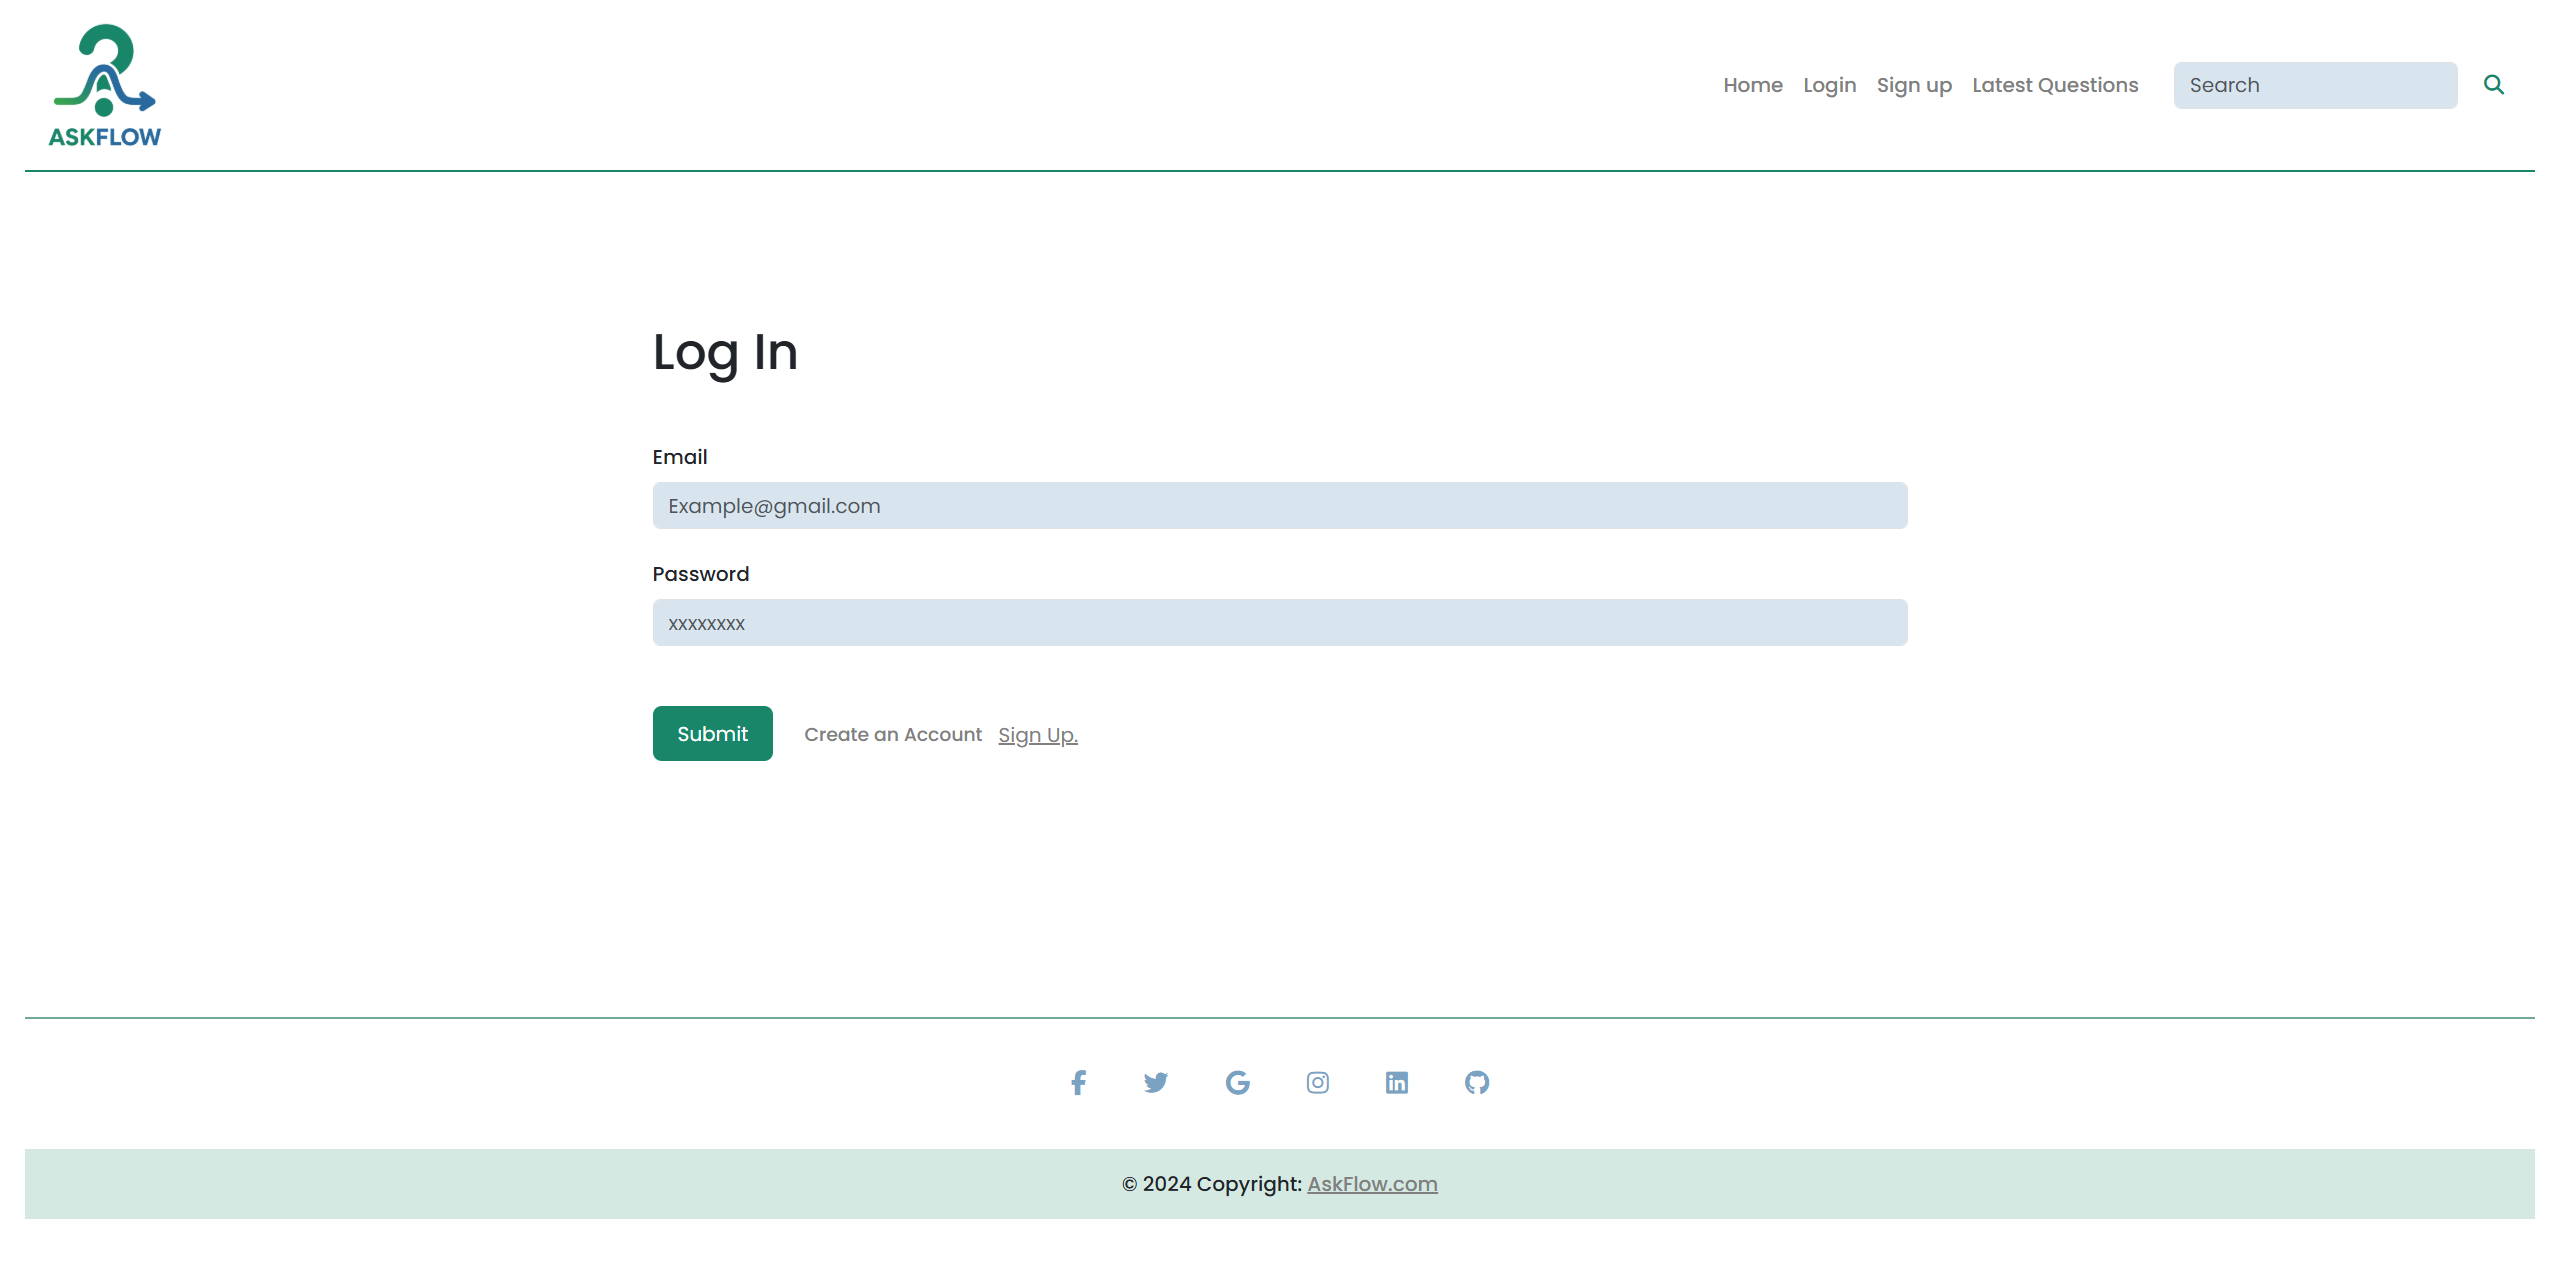 ASKFLOW
Home Login Sign up Latest Questions Search
Log In
Email
Example@gmail.com
Password
xxxxxxxx
Submit Create an Account Sign Up.
© 2024 Copyright: AskFlow.com